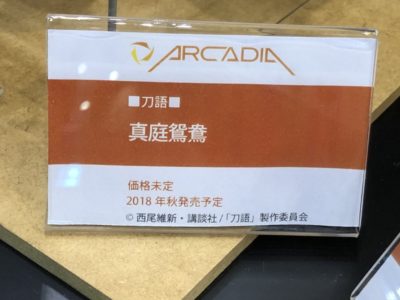 ARCADIA
■刀語■
真庭鴛鴦
価格未定
2018 年秋発売予定
© 西尾維新・講談社/「刀語」製作委員会